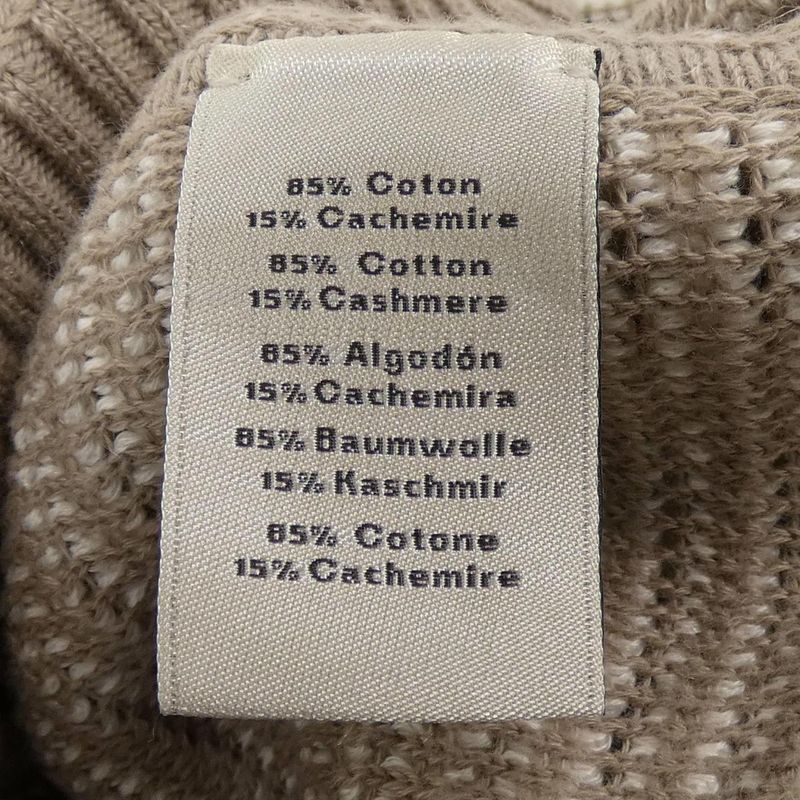 85% Coton
15% Cachemire
85% Cotton
15% Cashmere
85% Algodón
15% Cachemira
85% Baumwolle
15% Kaschmir
85% Cotone
15% Cachemire